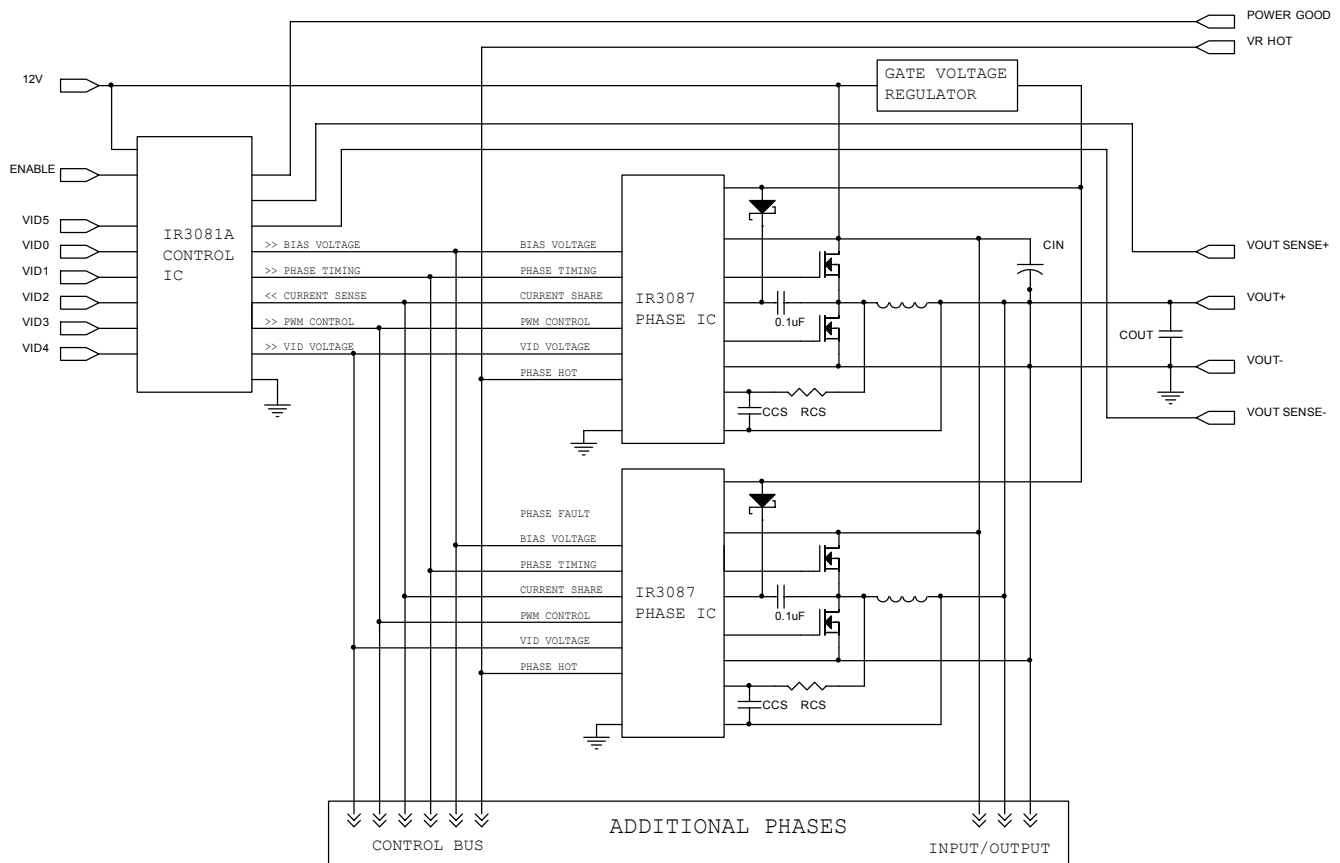 POWER GOOD
VR HOT
12V
GATE VOLTAGE
REGULATOR
ENABLE
VID5
VID0
VID1
VID2
VID3
VID4
IR3081A
CONTROL
IC
>> BIAS VOLTAGE
>> PHASE TIMING
<< CURRENT SENSE
>> PWM CONTROL
>> VID VOLTAGE
BIAS VOLTAGE
PHASE TIMING
CURRENT SHARE
PWM CONTROL
VID VOLTAGE
PHASE HOT
IR3087
PHASE IC
0.1uF
CCS
RCS
CIN
COUT
VOUT SENSE+
VOUT+
VOUT-
VOUT SENSE-
PHASE FAULT
BIAS VOLTAGE
PHASE TIMING
CURRENT SHARE
PWM CONTROL
VID VOLTAGE
PHASE HOT
IR3087
PHASE IC
0.1uF
CCS
RCS
ADDITIONAL PHASES
CONTROL BUS
INPUT/OUTPUT